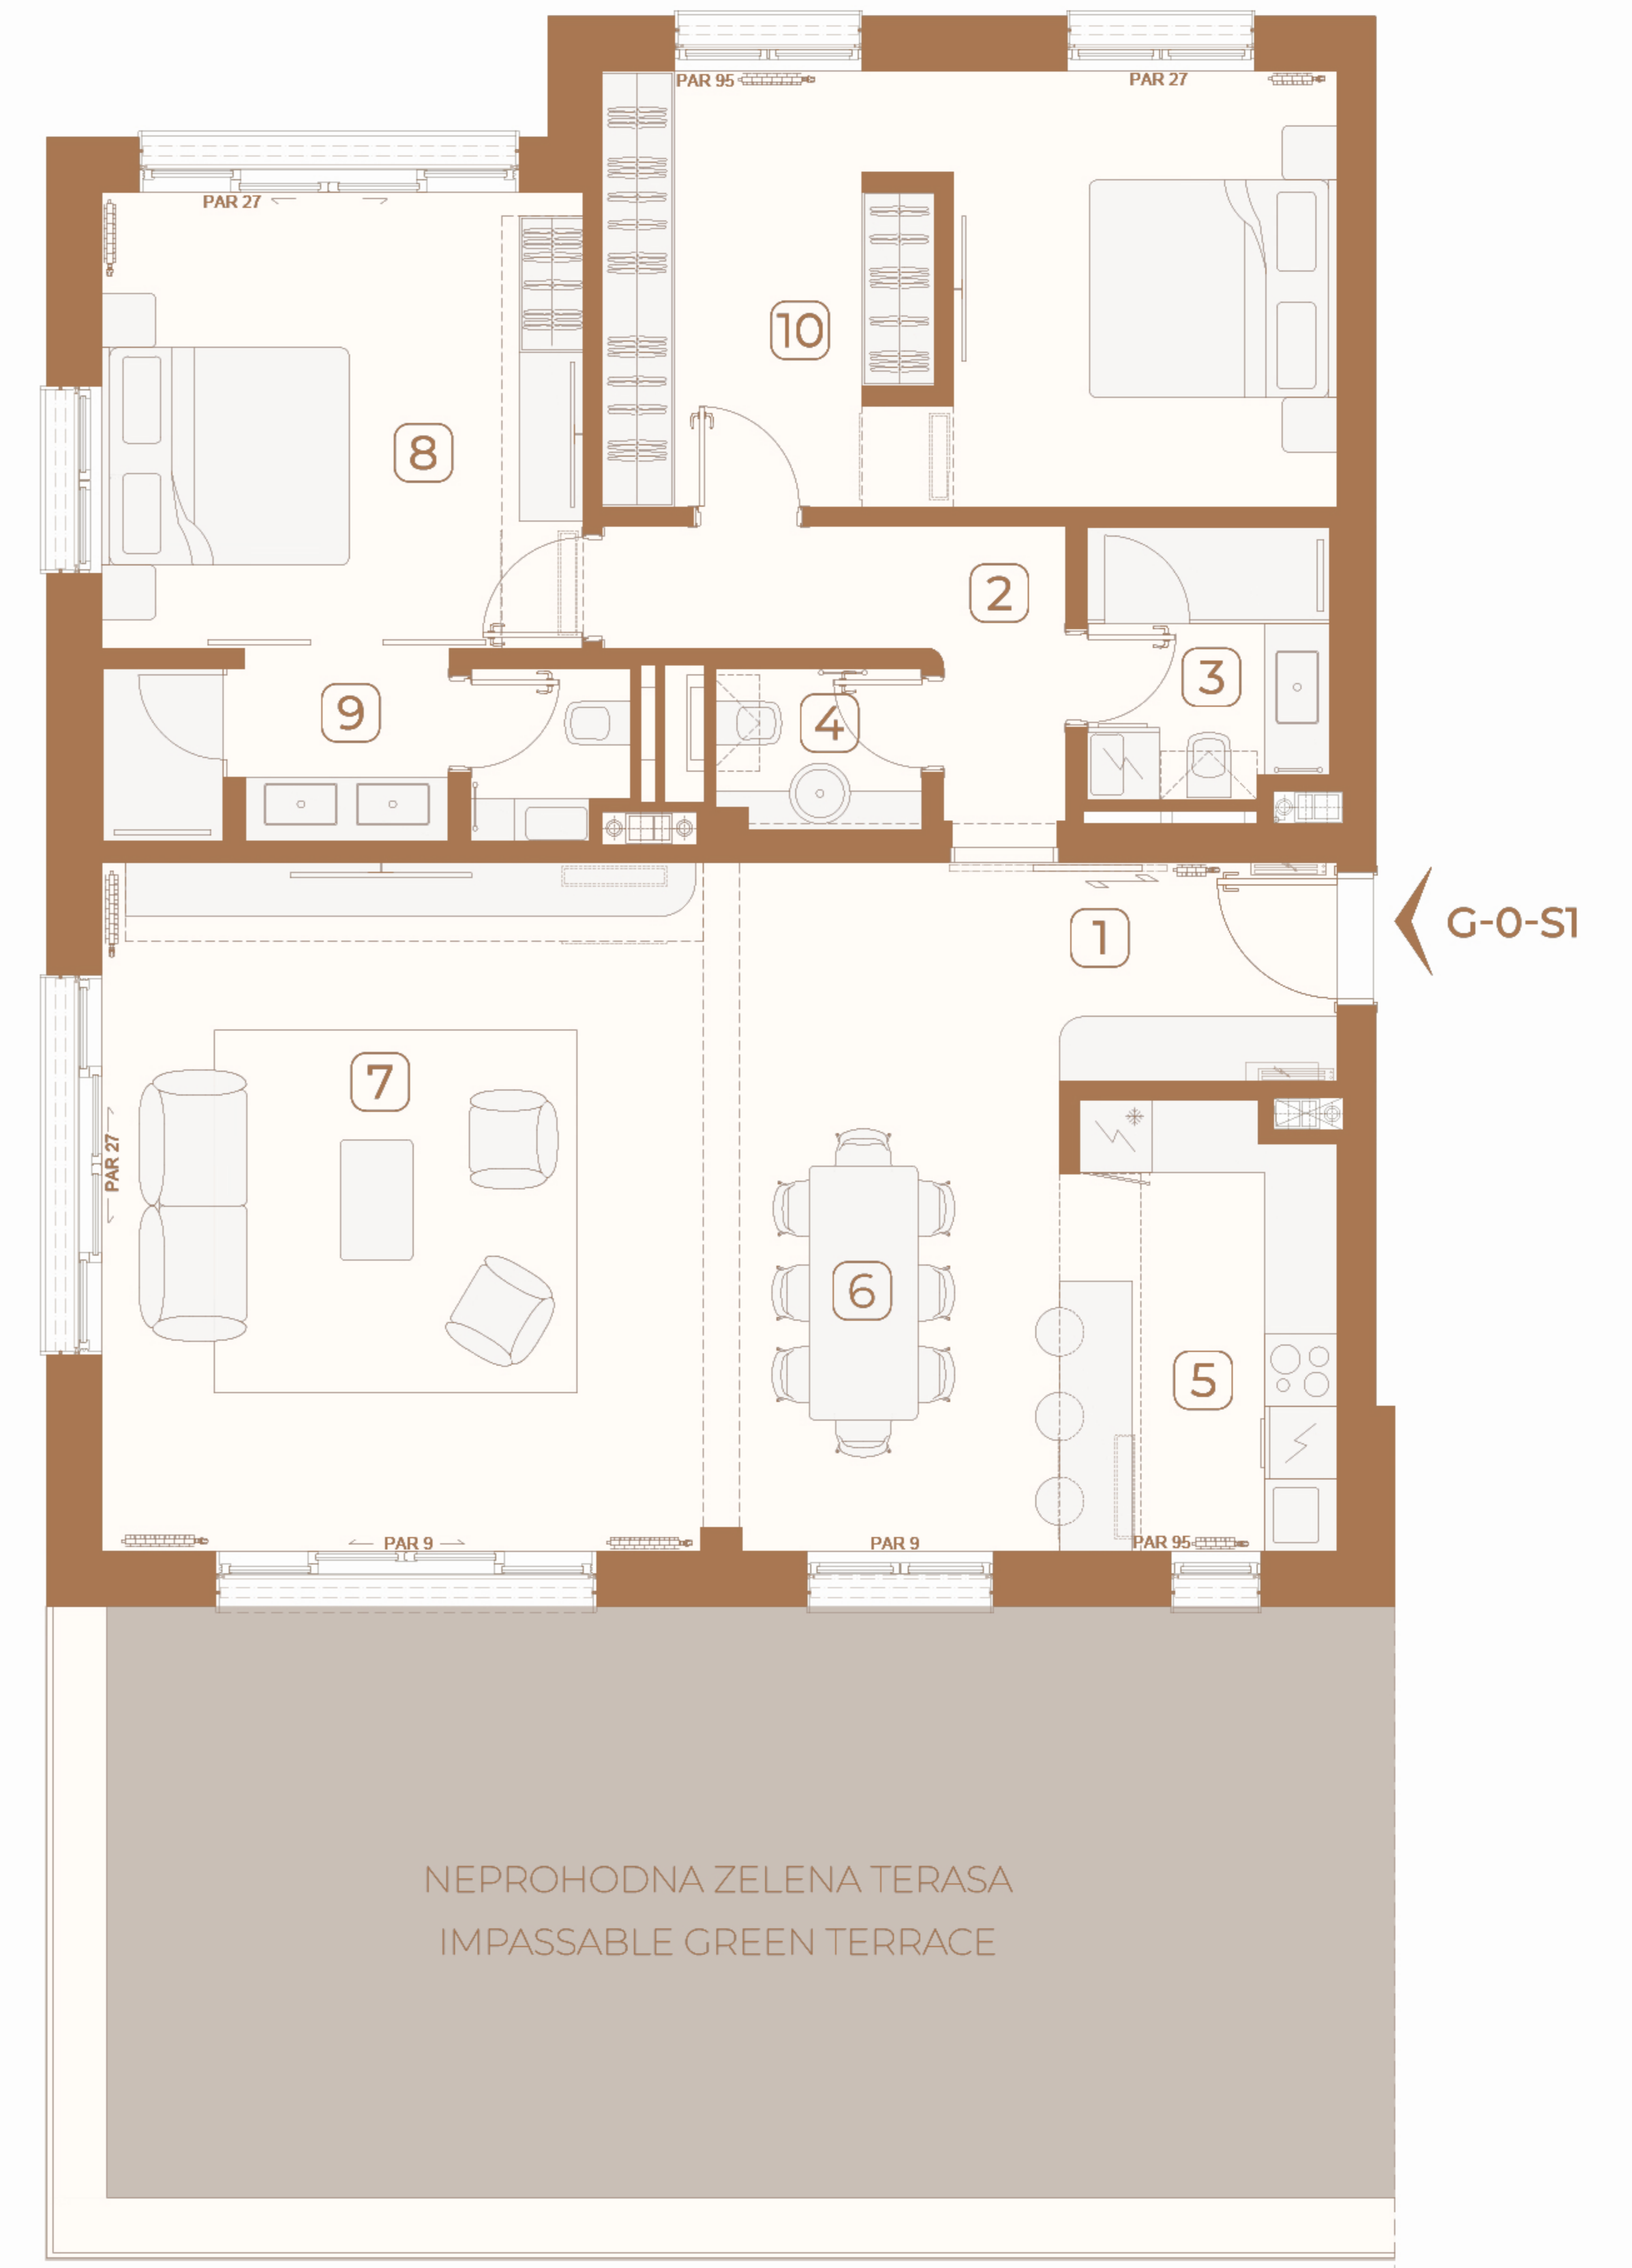 PAR 95
PAR 27
PAR 27
10
8
2
3
9
4
1
G-0-S1
7
PAR 27
6
5
PAR 9
PAR 9
PAR 95
NEPROHODNA ZELENA TERASA
IMPASSABLE GREEN TERRACE